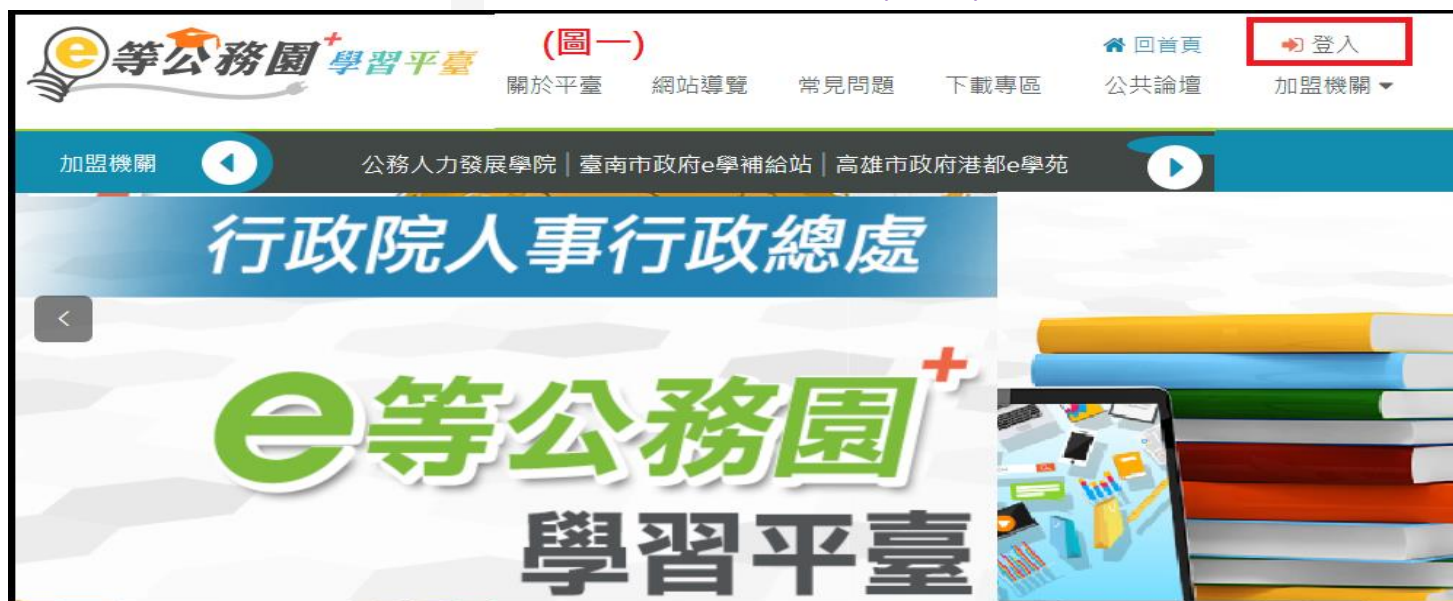 e等公務園+學習平臺
(圖一)
回首頁
登入
關於平臺
網站導覽
常見問題
下載專區
公共論壇
加盟機關
加盟機關
公務人力發展學院│臺南市政府e學補給站│高雄市政府港都e學苑
行政院人事行政總處
e等公務園+
學習平臺